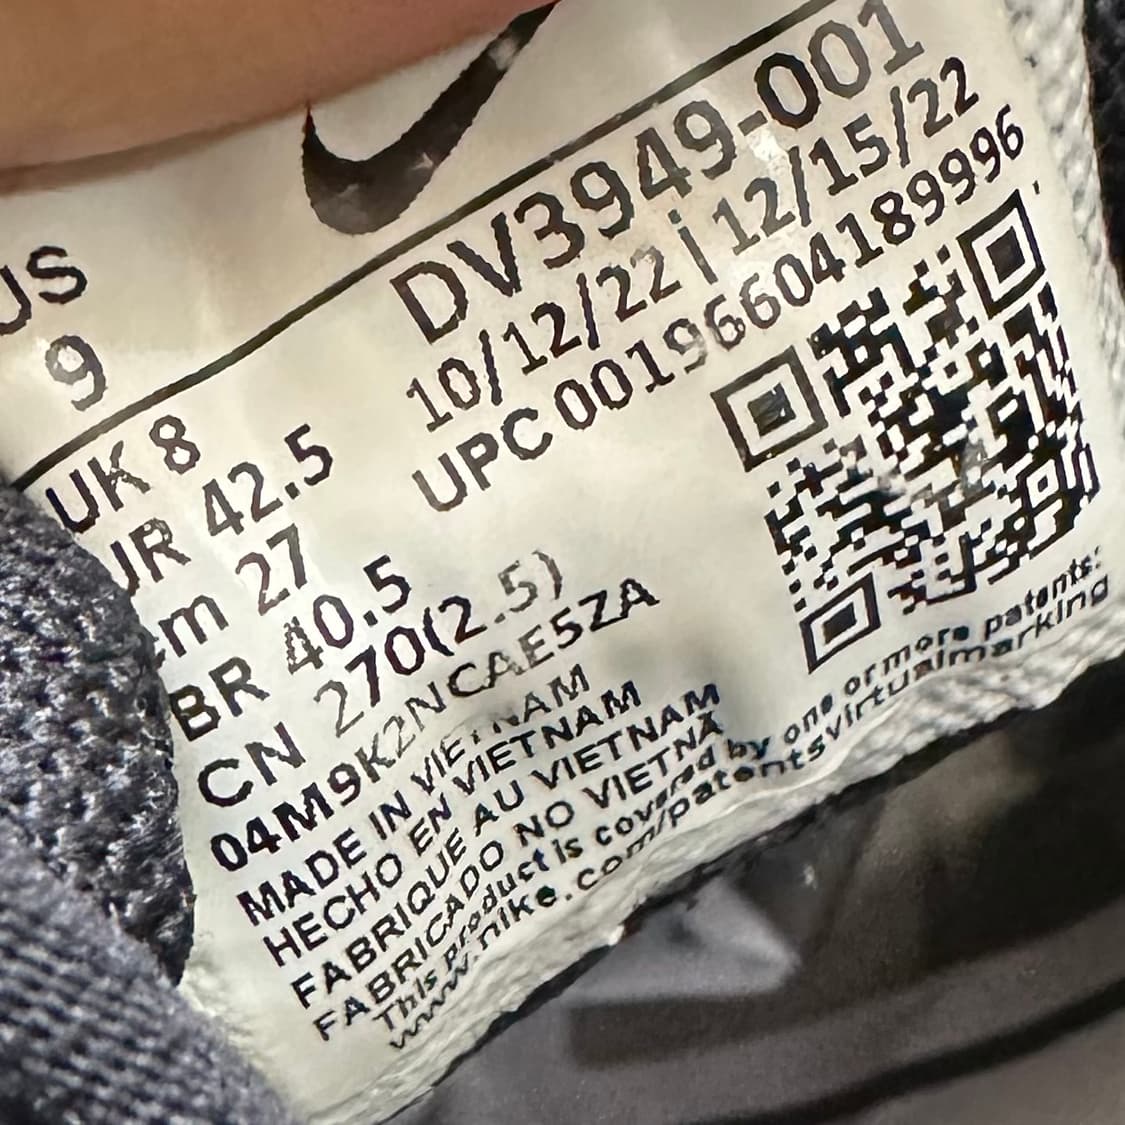 US
9
DV3949-001
10/12/22 | 12/15/22
UPC 00196604189996
UK 8
UR 42.5
cm 27
BR 40.5
CN 270(2.5)
04M9K2NCAE5ZA
MADE IN VIETNAM
HECHO EN VIETNAM
FABRIQUE AU VIETNAM
FABRICADO NO VIETNÃ
This product is covered by one or more patents:
www.nike.com/patentsvirtualmarking